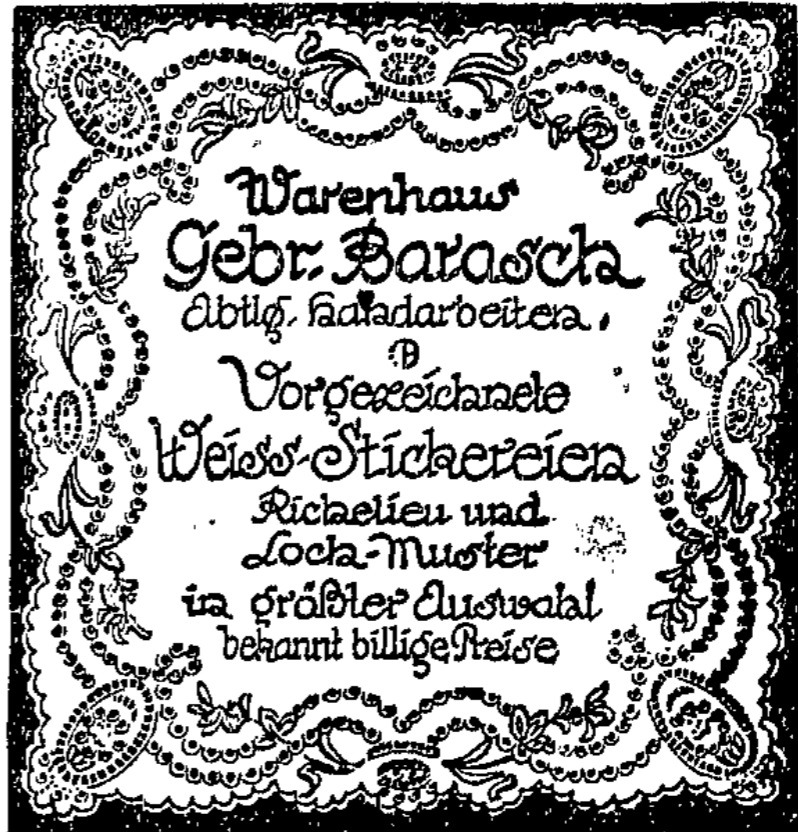 Warenhaus
Gebr. Barasch
Abtlg. Handarbeiten.
Vorgezeichnete
Weiss-Stickereien
Richelieu und
Loch-Muster
in größter Auswahl
bekannt billige Preise